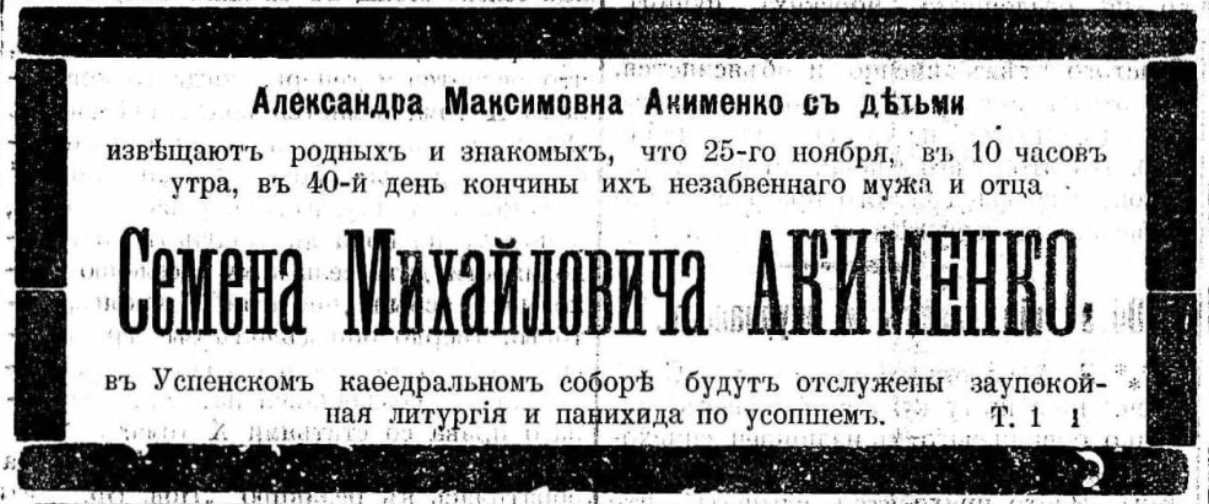 Александра Максимовна Акименко съ дѣтьми
извѣщаютъ родныхъ и знакомыхъ, что 25-го ноября, въ 10 часовъ
утра, въ 40-й день кончины ихъ незабвеннаго мужа и отца
Семена Михайловича АКИМЕНКО,
въ Успенскомъ каѳедральномъ соборѣ будутъ отслужены заупокой-
ная литургія и панихида по усопшемъ. Т. 1 1